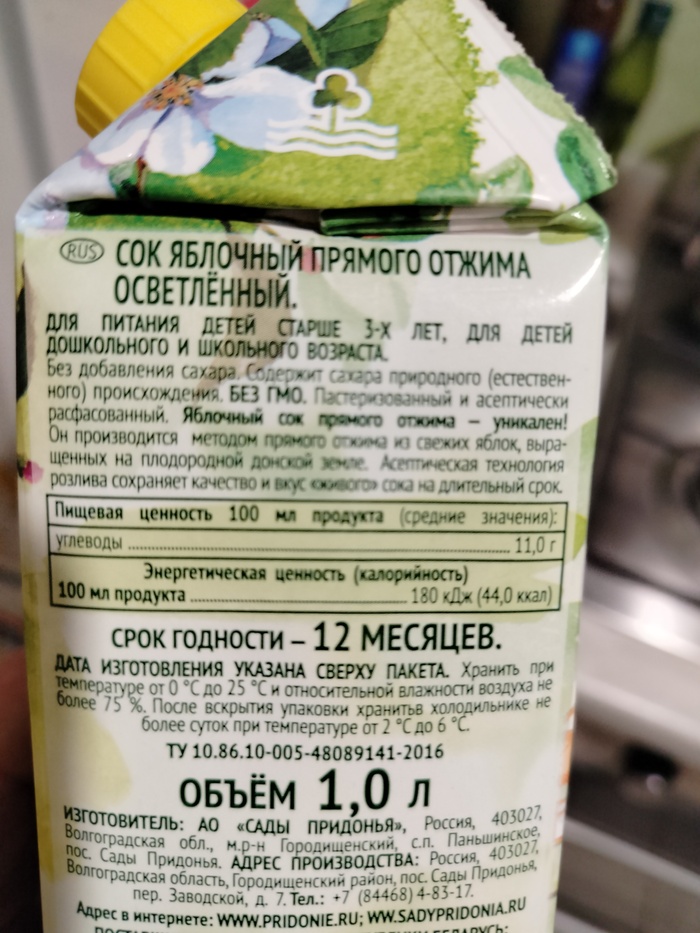 RUS СОК ЯБЛОЧНЫЙ ПРЯМОГО ОТЖИМА
ОСВЕТЛЁННЫЙ.
ДЛЯ ПИТАНИЯ ДЕТЕЙ СТАРШЕ 3-Х ЛЕТ, ДЛЯ ДЕТЕЙ
ДОШКОЛЬНОГО И ШКОЛЬНОГО ВОЗРАСТА.
Без добавления сахара. Содержит сахара природного (естествен-
ного) происхождения. БЕЗ ГМО. Пастеризованный и асептически
расфасованный. Яблочный сок прямого отжима – уникален!
Он производится методом прямого отжима из свежих яблок, выра-
щенных на плодородной донской земле. Асептическая технология
розлива сохраняет качество и вкус «живого» сока на длительный срок.
Пищевая ценность 100 мл продукта (средние значения):
углеводы ........ 11,0 г
Энергетическая ценность (калорийность)
100 мл продукта ........ 180 кДж (44,0 ккал)
СРОК ГОДНОСТИ – 12 МЕСЯЦЕВ.
ДАТА ИЗГОТОВЛЕНИЯ УКАЗАНА СВЕРХУ ПАКЕТА. Хранить при
температуре от 0 °С до 25 °С и относительной влажности воздуха не
более 75 %. После вскрытия упаковки хранитьв холодильнике не
более суток при температуре от 2 °С до 6 °С.
ТУ 10.86.10-005-48089141-2016
ОБЪЁМ 1,0 л
ИЗГОТОВИТЕЛЬ: АО «САДЫ ПРИДОНЬЯ», Россия, 403027,
Волгоградская обл., м.р-н Городищенский, с.п. Паньшинское,
пос. Сады Придонья. АДРЕС ПРОИЗВОДСТВА: Россия, 403027,
Волгоградская область, Городищенский район, пос. Сады Придонья,
пер. Заводской, д. 7. Тел.: +7 (84468) 4-83-17.
Адрес в интернете: WWW.PRIDONIE.RU; WW.SADYPRIDONIA.RU